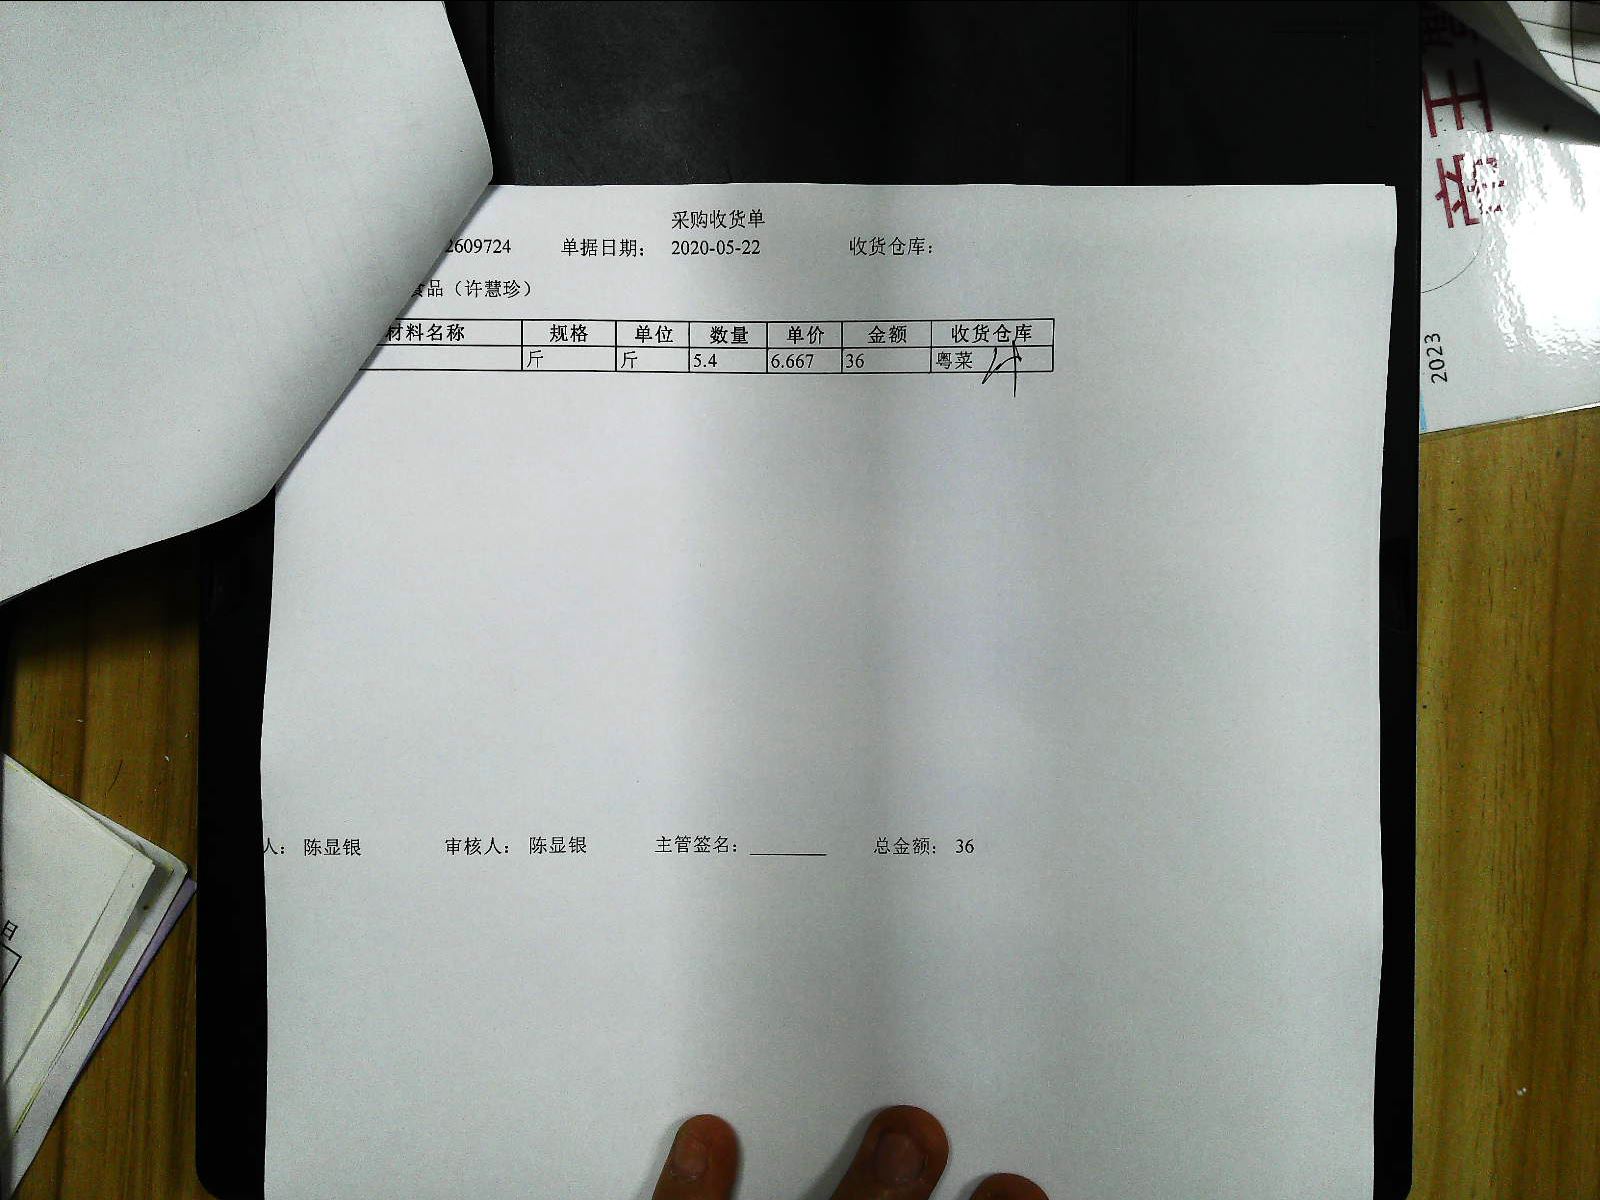 采购收货单
2609724 单据日期： 2020-05-22 收货仓库：
食品（许慧珍）
材料名称 规格 单位 数量 单价 金额 收货仓库
斤 斤 5.4 6.667 36 粤菜
人： 陈显银 审核人： 陈显银 主管签名： 总金额： 36
2023
日